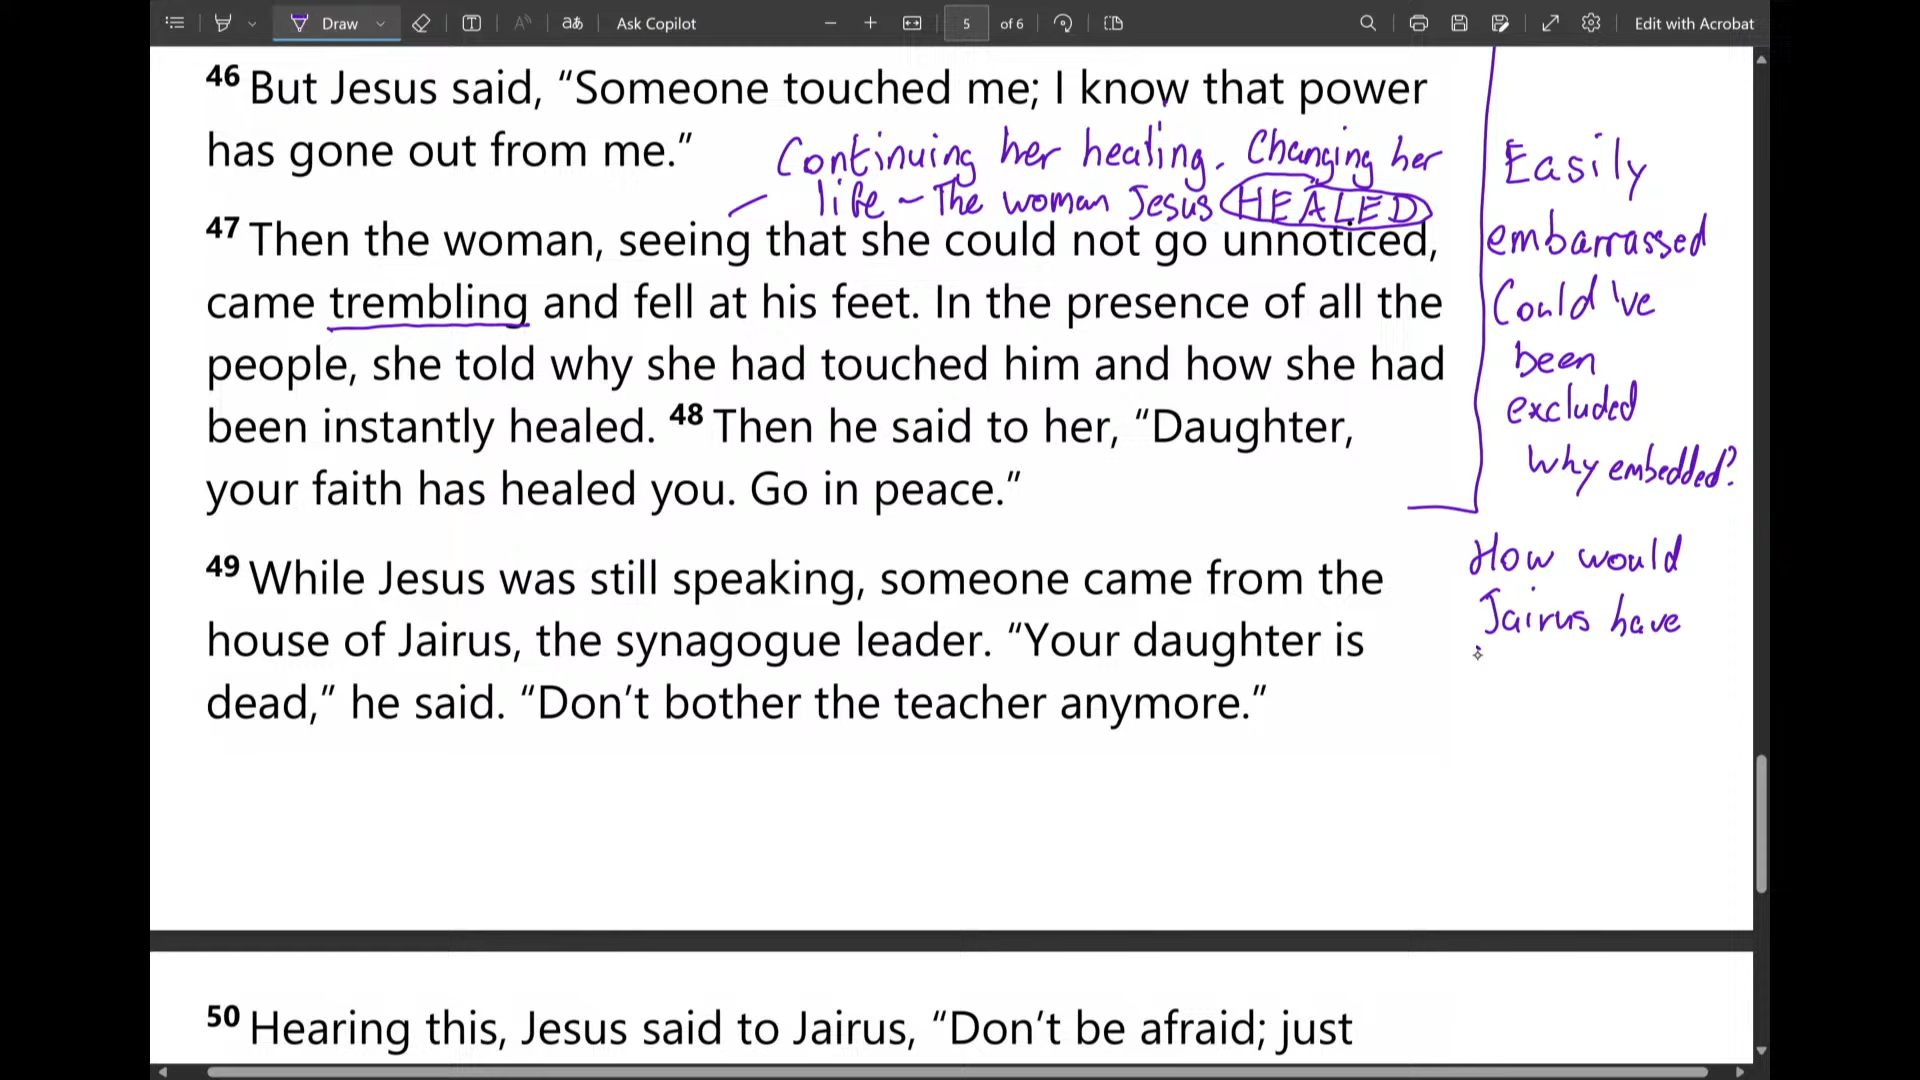 Draw
aあ
Ask Copilot
5 of 6
Edit with Acrobat
46 But Jesus said, “Someone touched me; I know that power
has gone out from me.”
Continuing her healing. Changing her
life ~ The woman Jesus HEALED
47 Then the woman, seeing that she could not go unnoticed,
came trembling and fell at his feet. In the presence of all the
people, she told why she had touched him and how she had
been instantly healed. 48 Then he said to her, “Daughter,
your faith has healed you. Go in peace.”
49 While Jesus was still speaking, someone came from the
house of Jairus, the synagogue leader. “Your daughter is
dead,” he said. “Don’t bother the teacher anymore.”
Easily
embarrassed
Could 've
been
excluded
Why embedded?
How would
Jairus have
50 Hearing this, Jesus said to Jairus, “Don’t be afraid; just